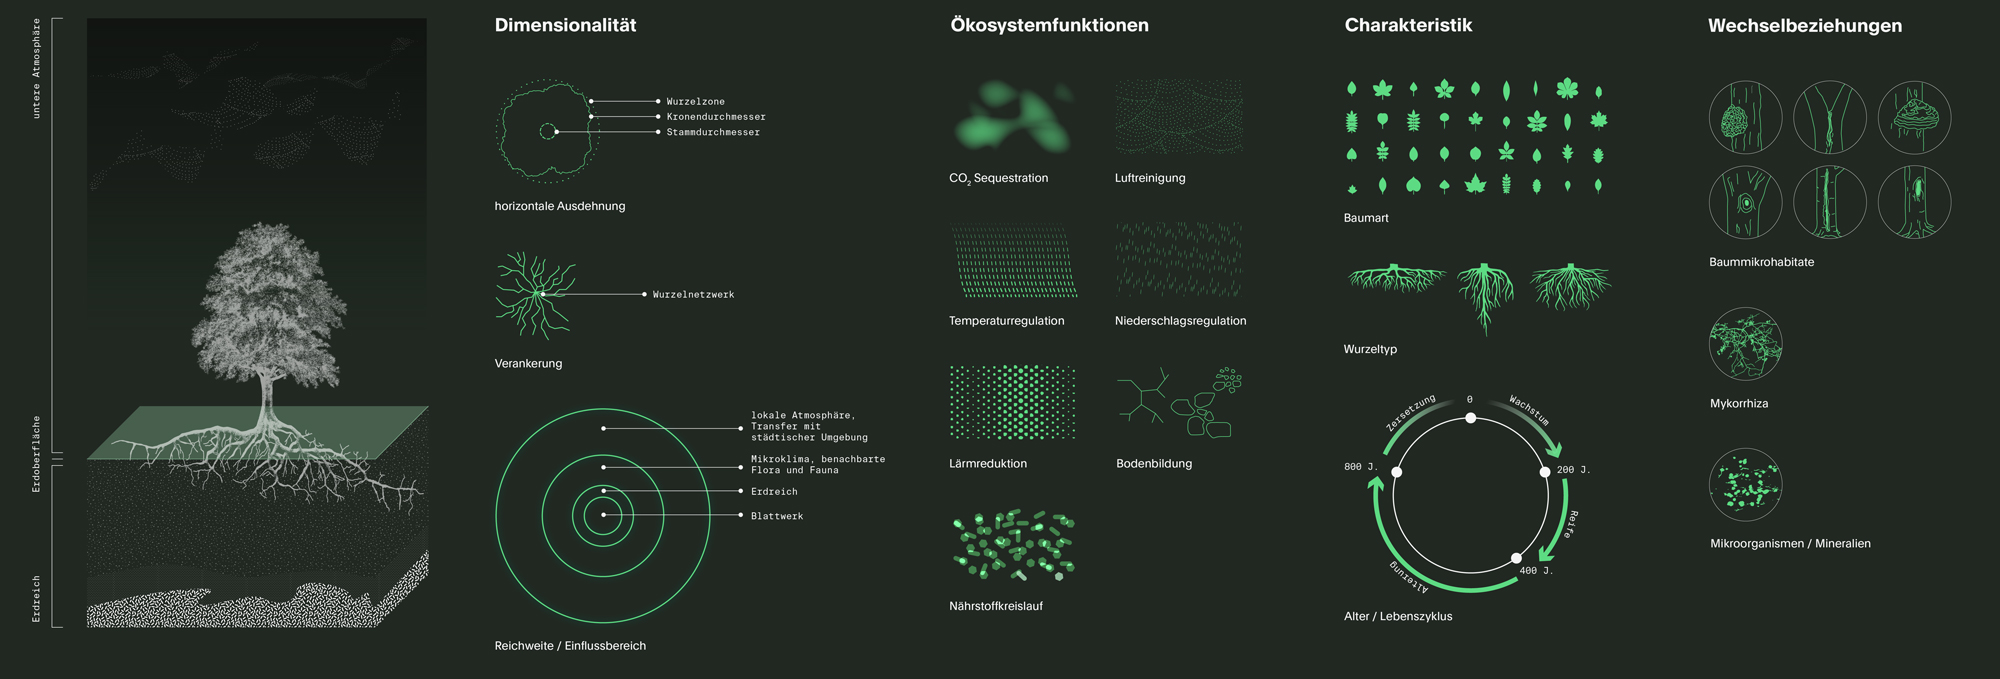 untere Atmosphäre
Erdoberfläche
Erdreich
Dimensionalität
Wurzelzone
Kronendurchmesser
Stammdurchmesser
horizontale Ausdehnung
Wurzelnetzwerk
Verankerung
lokale Atmosphäre,
Transfer mit
städtischer Umgebung
Mikroklima, benachbarte
Flora und Fauna
Erdreich
Blattwerk
Reichweite / Einflussbereich
Ökosystemfunktionen
CO₂ Sequestration
Luftreinigung
Temperaturregulation
Niederschlagsregulation
Lärmreduktion
Bodenbildung
Nährstoffkreislauf
Charakteristik
Baumart
Wurzeltyp
Zersetzung
0
Wachstum
800 J.
200 J.
Reife
400 J.
Alterung
Alter / Lebenszyklus
Wechselbeziehungen
Baummikrohabitate
Mykorrhiza
Mikroorganismen / Mineralien